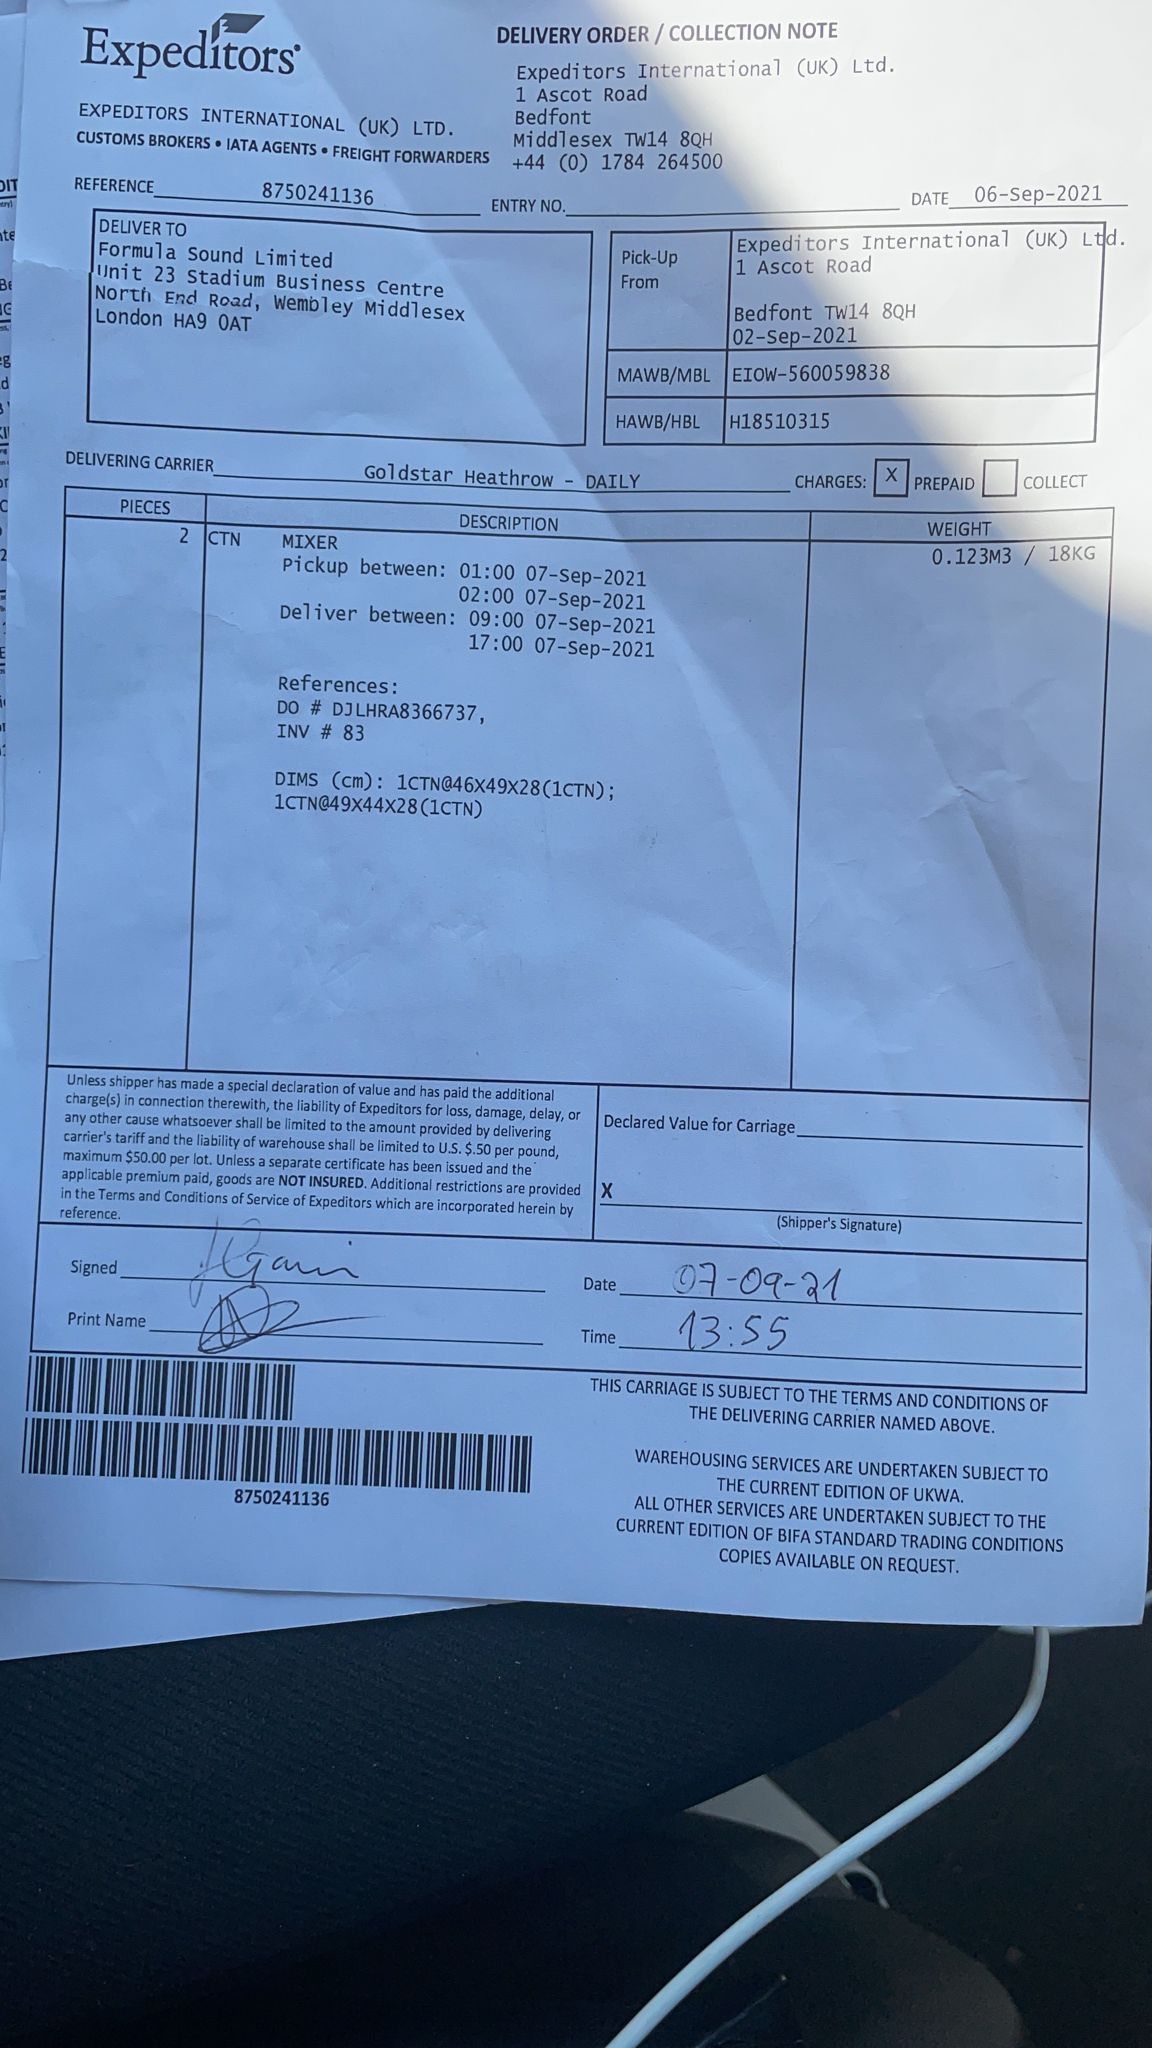 Expeditors
EXPEDITORS INTERNATIONAL (UK) LTD.
CUSTOMS BROKERS • IATA AGENTS • FREIGHT FORWARDERS
DELIVERY ORDER / COLLECTION NOTE
Expeditors International (UK) Ltd.
1 Ascot Road
Bedfont
Middlesex TW14 8QH
+44 (0) 1784 264500
REFERENCE 8750241136 ENTRY NO. DATE 06-Sep-2021
DELIVER TO
Formula Sound Limited
Unit 23 Stadium Business Centre
North End Road, Wembley Middlesex
London HA9 0AT
Pick-Up From
Expeditors International (UK) Ltd.
1 Ascot Road
Bedfont TW14 8QH
02-Sep-2021
MAWB/MBL EIOW-560059838
HAWB/HBL H18510315
DELIVERING CARRIER Goldstar Heathrow - DAILY CHARGES: X PREPAID COLLECT
PIECES DESCRIPTION WEIGHT
2 CTN MIXER 0.123M3 / 18KG
Pickup between: 01:00 07-Sep-2021
02:00 07-Sep-2021
Deliver between: 09:00 07-Sep-2021
17:00 07-Sep-2021
References:
DO # DJLHRA8366737,
INV # 83
DIMS (cm): 1CTN@46X49X28(1CTN);
1CTN@49X44X28(1CTN)
Unless shipper has made a special declaration of value and has paid the additional
charge(s) in connection therewith, the liability of Expeditors for loss, damage, delay, or
any other cause whatsoever shall be limited to the amount provided by delivering
carrier's tariff and the liability of warehouse shall be limited to U.S. $.50 per pound,
maximum $50.00 per lot. Unless a separate certificate has been issued and the
applicable premium paid, goods are NOT INSURED. Additional restrictions are provided
in the Terms and Conditions of Service of Expeditors which are incorporated herein by
reference.
Declared Value for Carriage
X
(Shipper's Signature)
Signed
Print Name
Date 07-09-21
Time 13:55
8750241136
THIS CARRIAGE IS SUBJECT TO THE TERMS AND CONDITIONS OF
THE DELIVERING CARRIER NAMED ABOVE.
WAREHOUSING SERVICES ARE UNDERTAKEN SUBJECT TO
THE CURRENT EDITION OF UKWA.
ALL OTHER SERVICES ARE UNDERTAKEN SUBJECT TO THE
CURRENT EDITION OF BIFA STANDARD TRADING CONDITIONS
COPIES AVAILABLE ON REQUEST.